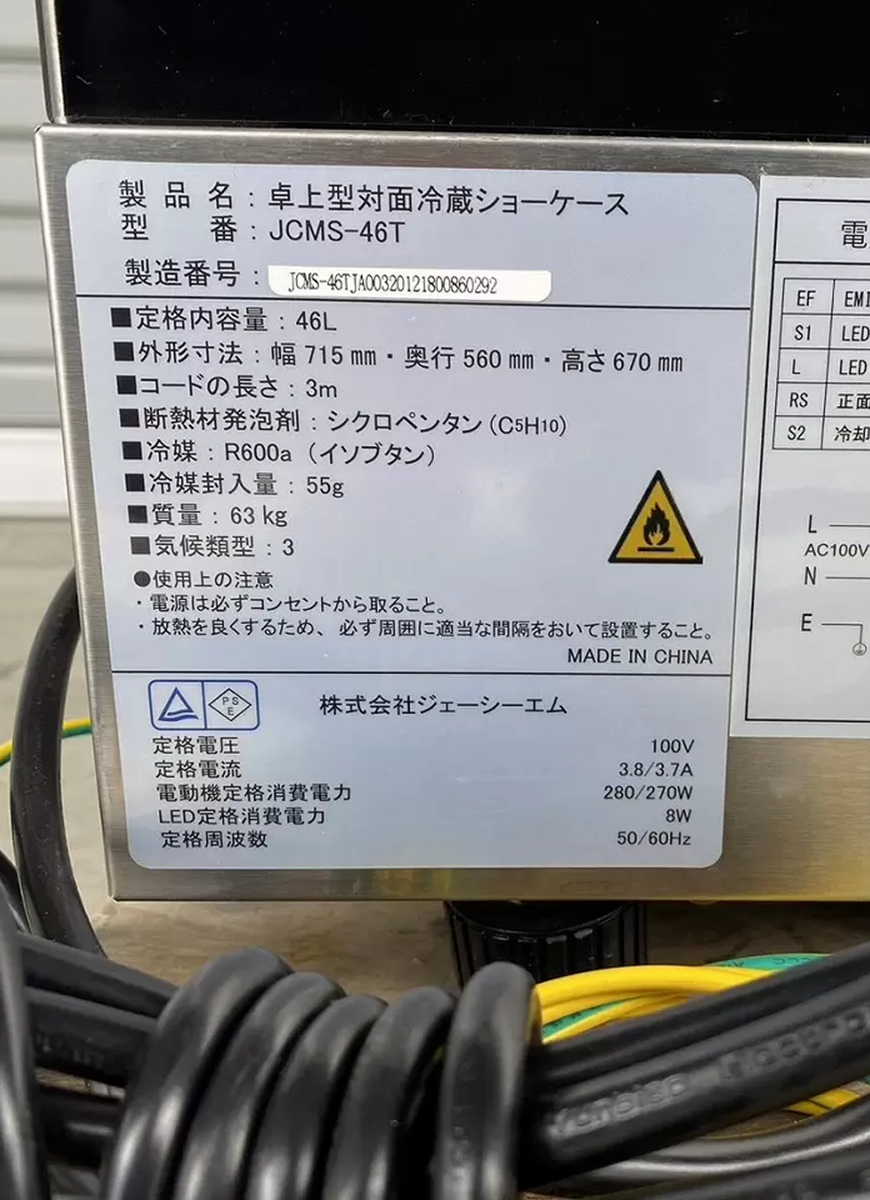 製品名：卓上型対面冷蔵ショーケース
型番：JCMS-46T
製造番号：JCMS-46TJA00320121800860292
■定格内容量：46L
■外形寸法：幅 715 mm・奥行 560 mm・高さ 670 mm
■コードの長さ：3m
■断熱材発泡剤：シクロペンタン（C5H10）
■冷媒：R600a（イソブタン）
■冷媒封入量：55g
■質量：63 kg
■気候類型：3
●使用上の注意
・電源は必ずコンセントから取ること。
・放熱を良くするため、必ず周囲に適当な間隔をおいて設置すること。
MADE IN CHINA
PSE
株式会社ジェーシーエム
定格電圧 100V
定格電流 3.8/3.7A
電動機定格消費電力 280/270W
LED定格消費電力 8W
定格周波数 50/60Hz
電
EF EMI
S1 LED
L LED
RS 正面
S2 冷却
L
AC100V
N
E